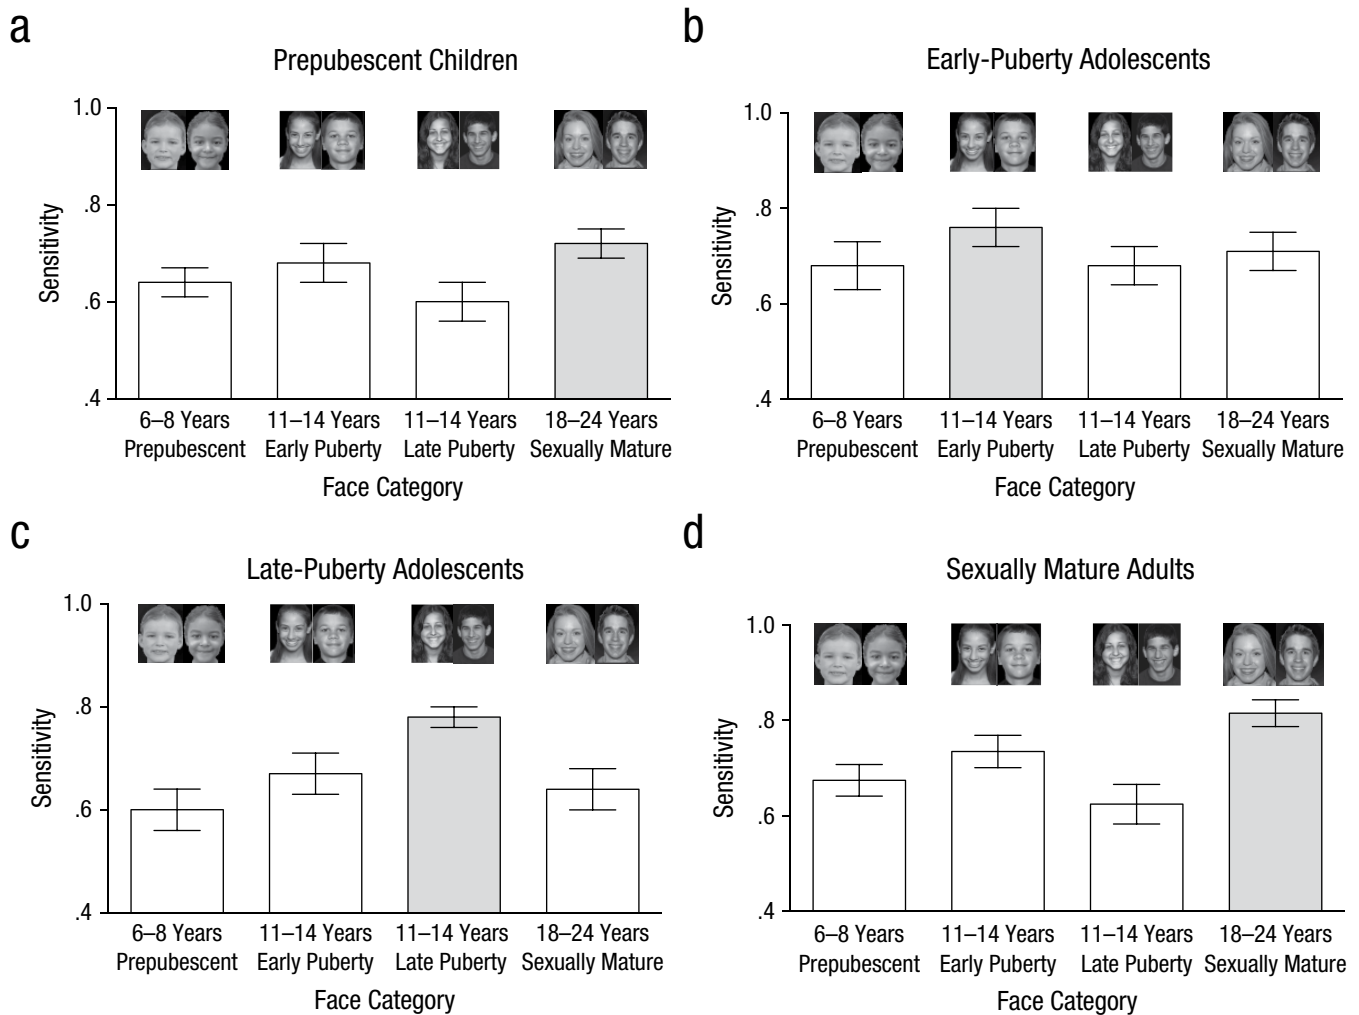 a
Prepubescent Children
1.0
.8
.6
.4
Sensitivity
6–8 Years
Prepubescent
11–14 Years
Early Puberty
11–14 Years
Late Puberty
18–24 Years
Sexually Mature
Face Category
b
Early-Puberty Adolescents
1.0
.8
.6
.4
Sensitivity
6–8 Years
Prepubescent
11–14 Years
Early Puberty
11–14 Years
Late Puberty
18–24 Years
Sexually Mature
Face Category
c
Late-Puberty Adolescents
1.0
.8
.6
.4
Sensitivity
6–8 Years
Prepubescent
11–14 Years
Early Puberty
11–14 Years
Late Puberty
18–24 Years
Sexually Mature
Face Category
d
Sexually Mature Adults
1.0
.8
.6
.4
Sensitivity
6–8 Years
Prepubescent
11–14 Years
Early Puberty
11–14 Years
Late Puberty
18–24 Years
Sexually Mature
Face Category